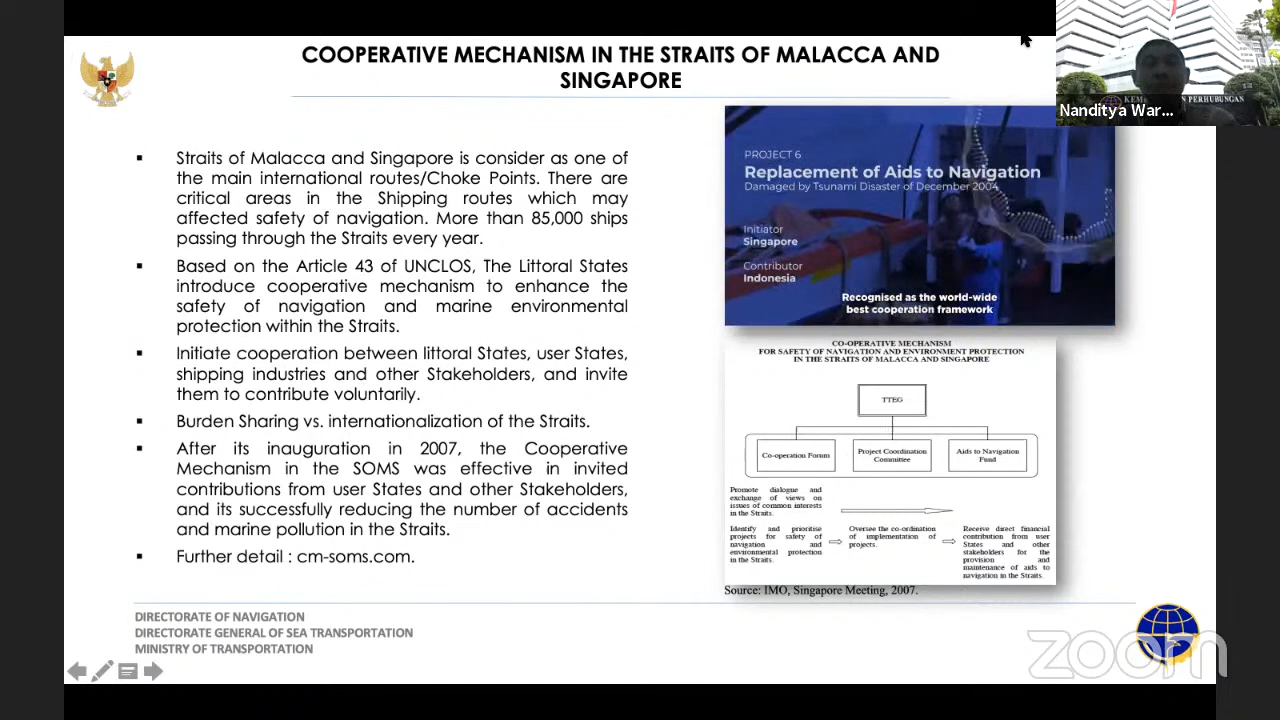 COOPERATIVE MECHANISM IN THE STRAITS OF MALACCA AND
SINGAPORE
Straits of Malacca and Singapore is consider as one of
the main international routes/Choke Points. There are
critical areas in the Shipping routes which may
affected safety of navigation. More than 85,000 ships
passing through the Straits every year.
Based on the Article 43 of UNCLOS, The Littoral States
introduce cooperative mechanism to enhance the
safety of navigation and marine environmental
protection within the Straits.
Initiate cooperation between littoral States, user States,
shipping industries and other Stakeholders, and invite
them to contribute voluntarily.
Burden Sharing vs. internationalization of the Straits.
After its inauguration in 2007, the Cooperative
Mechanism in the SOMS was effective in invited
contributions from user States and other Stakeholders,
and its successfully reducing the number of accidents
and marine pollution in the Straits.
Further detail : cm-soms.com.
PROJECT 6
Replacement of Aids to Navigation
Damaged by Tsunami Disaster of December 2004
Initiator
Singapore
Contributor
Indonesia
Recognised as the world-wide
best cooperation framework
CO-OPERATIVE MECHANISM
FOR SAFETY OF NAVIGATION AND ENVIRONMENT PROTECTION
IN THE STRAITS OF MALACCA AND SINGAPORE
TTEG
Co-operation Forum
Project Coordination
Committee
Aids to Navigation
Fund
Promote dialogue and
exchange of views on
issues of common interests
in the Straits.
Identify and prioritise
projects for safety of
navigation and
environmental protection
in the Straits.
Oversee the co-ordination
of implementation of
projects.
Receive direct financial
contribution from user
States and other
stakeholders for the
provision and
maintenance of aids to
navigation in the Straits.
Source: IMO, Singapore Meeting, 2007.
DIRECTORATE OF NAVIGATION
DIRECTORATE GENERAL OF SEA TRANSPORTATION
MINISTRY OF TRANSPORTATION
zoom
PERHUBUNGAN
Nanditya War...